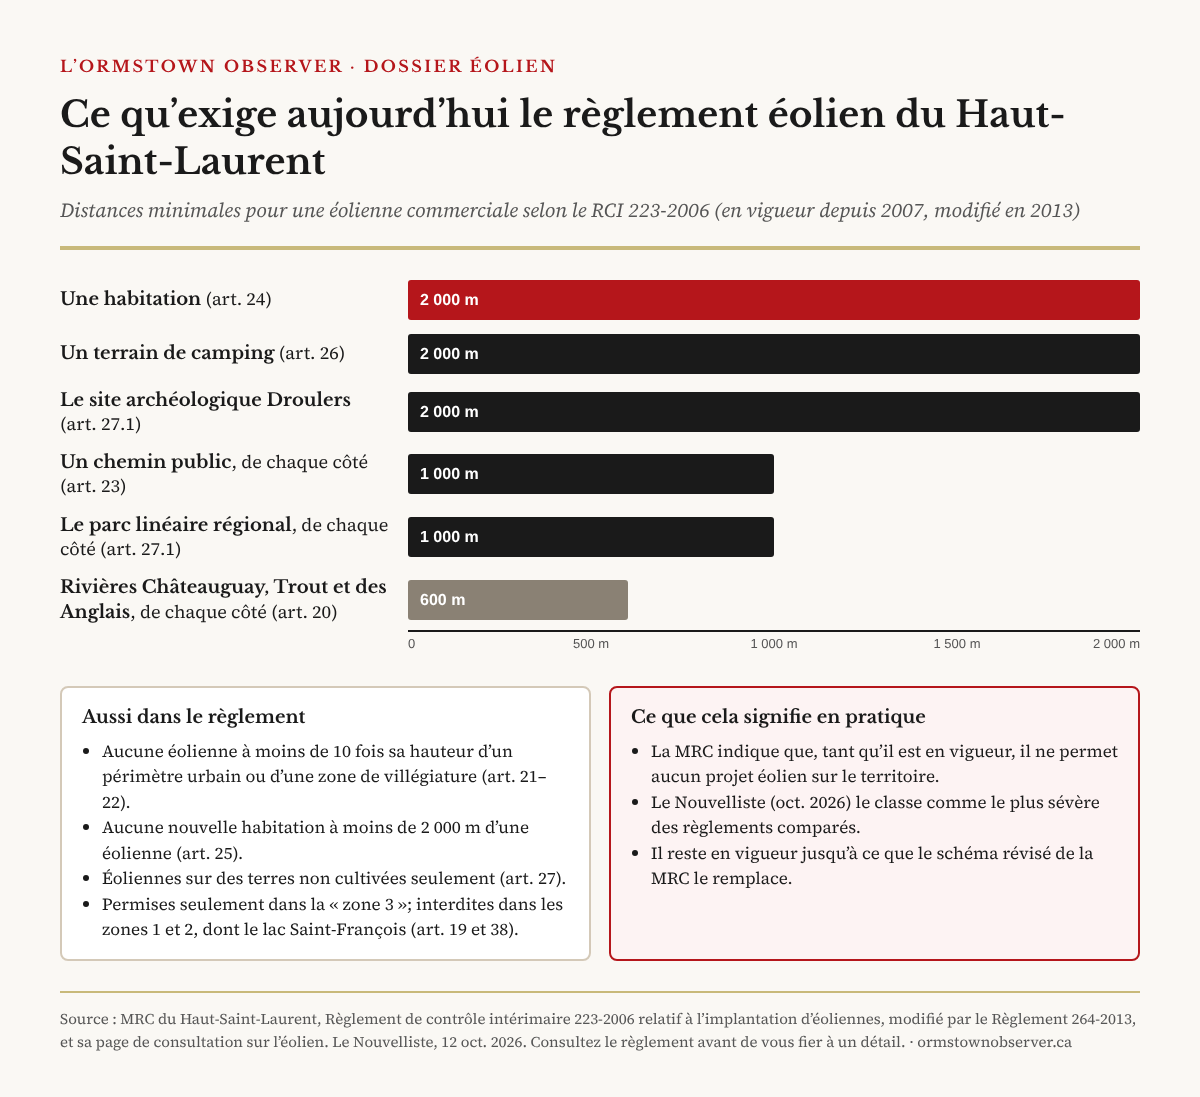 L’ORMSTOWN OBSERVER · DOSSIER ÉOLIEN
Ce qu’exige aujourd’hui le règlement éolien du Haut-
Saint-Laurent
Distances minimales pour une éolienne commerciale selon le RCI 223-2006 (en vigueur depuis 2007, modifié en 2013)
Une habitation (art. 24)
2 000 m
Un terrain de camping (art. 26)
2 000 m
Le site archéologique Droulers
(art. 27.1)
2 000 m
Un chemin public, de chaque côté
(art. 23)
1 000 m
Le parc linéaire régional, de chaque
côté (art. 27.1)
1 000 m
Rivières Châteauguay, Trout et des
Anglais, de chaque côté (art. 20)
600 m
0 500 m 1 000 m 1 500 m 2 000 m
Aussi dans le règlement
• Aucune éolienne à moins de 10 fois sa hauteur d’un
périmètre urbain ou d’une zone de villégiature (art. 21–
22).
• Aucune nouvelle habitation à moins de 2 000 m d’une
éolienne (art. 25).
• Éoliennes sur des terres non cultivées seulement (art. 27).
• Permises seulement dans la « zone 3 »; interdites dans les
zones 1 et 2, dont le lac Saint-François (art. 19 et 38).
Ce que cela signifie en pratique
• La MRC indique que, tant qu’il est en vigueur, il ne permet
aucun projet éolien sur le territoire.
• Le Nouvelliste (oct. 2026) le classe comme le plus sévère
des règlements comparés.
• Il reste en vigueur jusqu’à ce que le schéma révisé de la
MRC le remplace.
Source : MRC du Haut-Saint-Laurent, Règlement de contrôle intérimaire 223-2006 relatif à l’implantation d’éoliennes, modifié par le Règlement 264-2013,
et sa page de consultation sur l’éolien. Le Nouvelliste, 12 oct. 2026. Consultez le règlement avant de vous fier à un détail. · ormstownobserver.ca